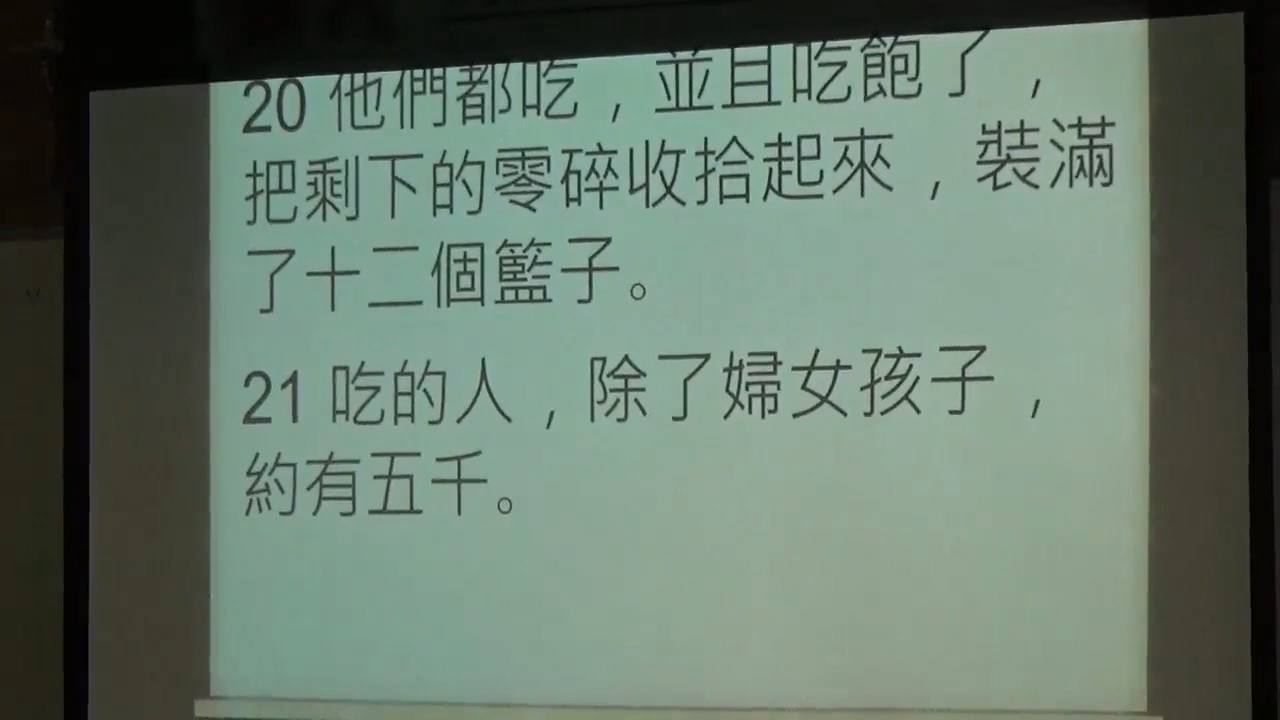 20 他們都吃，並且吃飽了，
把剩下的零碎收拾起來，裝滿
了十二個籃子。
21 吃的人，除了婦女孩子，
約有五千。